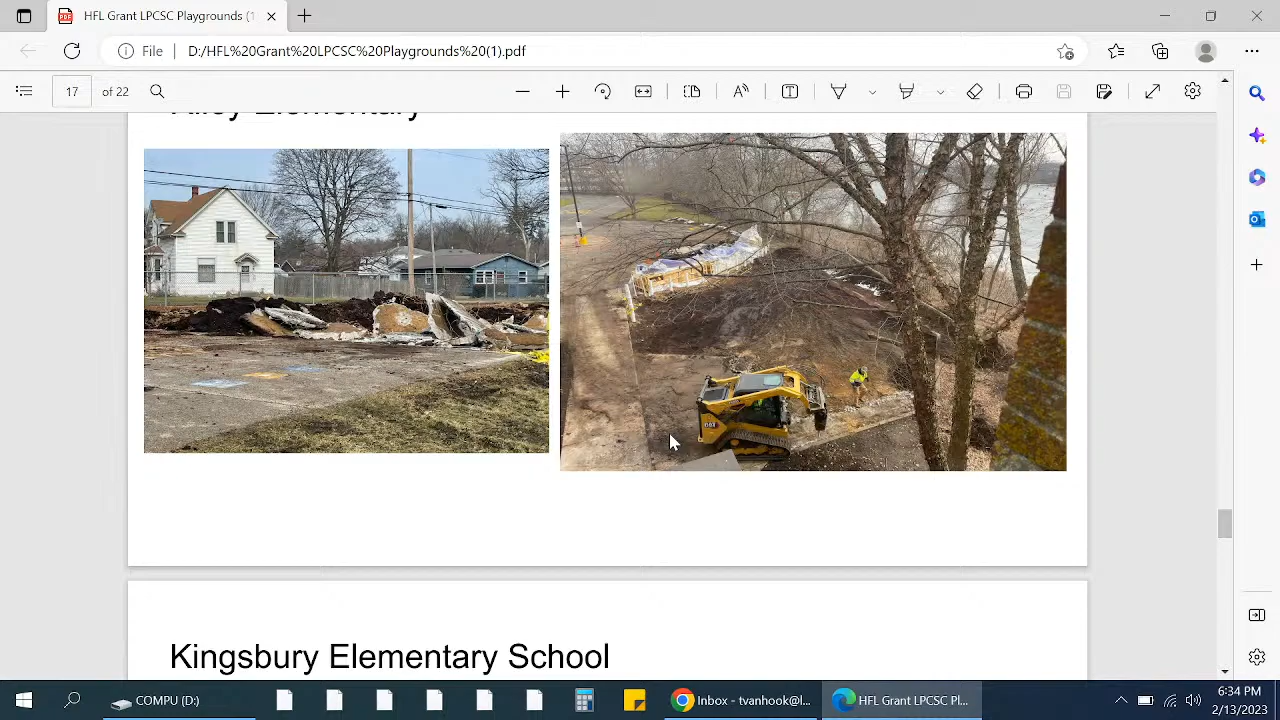 HFL Grant LPCSC Playgrounds (1
File
D:/HFL%20Grant%20LPCSC%20Playgrounds%20(1).pdf
17
of 22
Elementary
Kingsbury Elementary School
COMPU (D:)
Inbox - tvanhook@l...
HFL Grant LPCSC Pl...
6:34 PM
2/13/2023